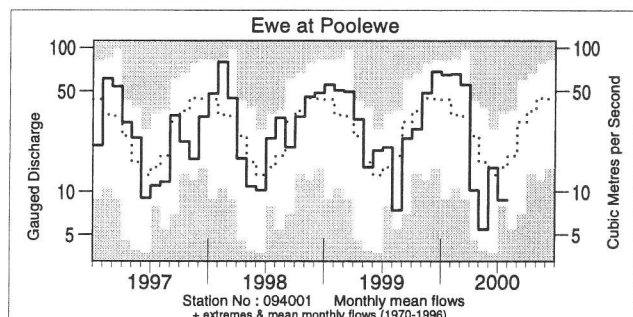 Ewe at Poolewe
100
50
10
5
Gauged Discharge
100
50
10
5
Cubic Metres per Second
1997
1998
1999
2000
Station No : 094001 Monthly mean flows
+ extremes & mean monthly flows (1970-1996)